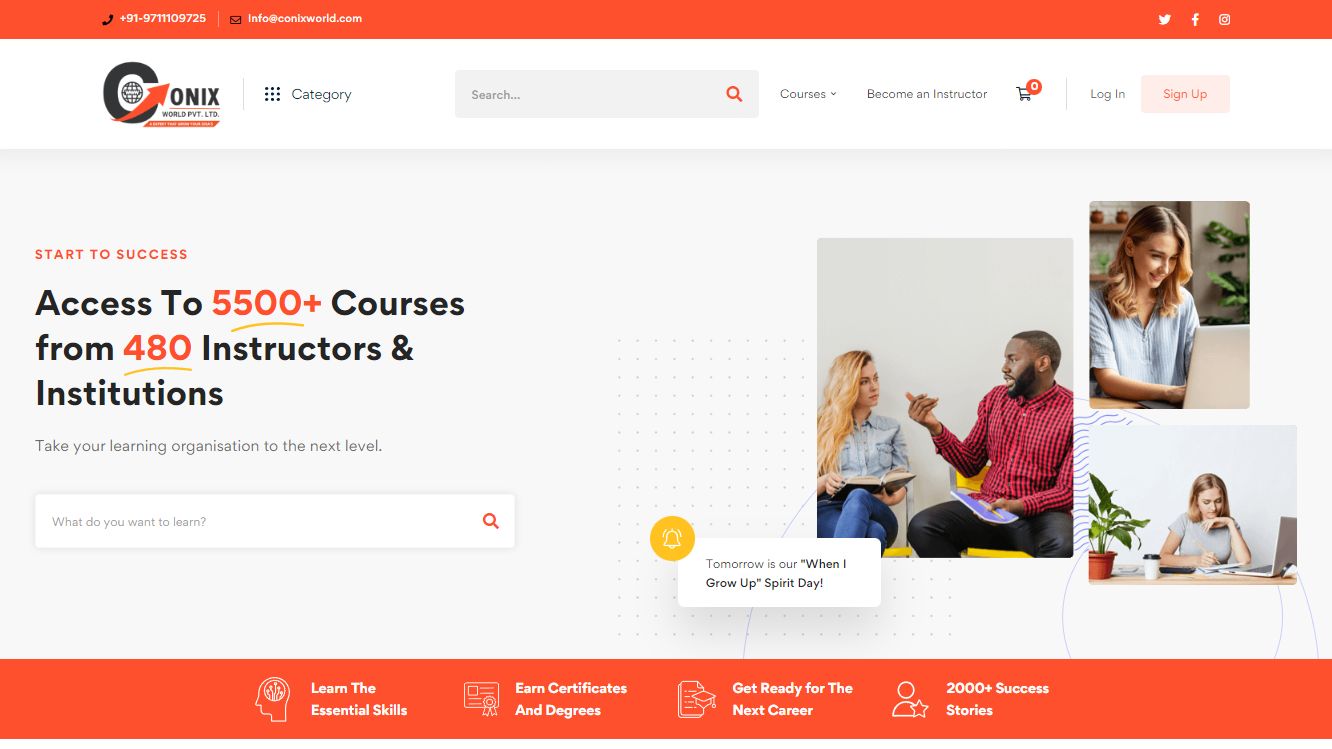 +91-9711109725
Info@conixworld.com
CONIX
WORLD PVT. LTD.
Category
Search...
Courses
Become an Instructor
0
Log In
Sign Up
START TO SUCCESS
Access To 5500+ Courses
from 480 Instructors &
Institutions
Take your learning organisation to the next level.
What do you want to learn?
Tomorrow is our "When I
Grow Up" Spirit Day!
Learn The
Essential Skills
Earn Certificates
And Degrees
Get Ready for The
Next Career
2000+ Success
Stories